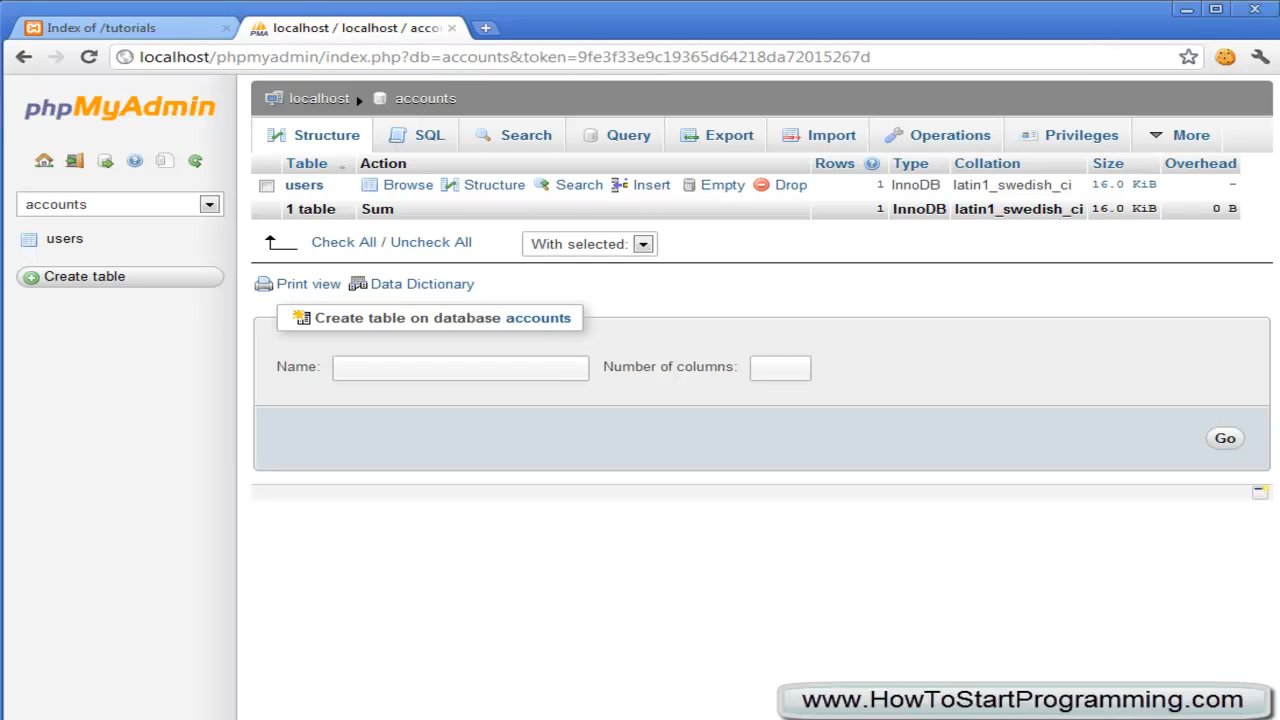 Index of /tutorials
localhost / localhost / acco
localhost/phpmyadmin/index.php?db=accounts&token=9fe3f33e9c19365d64218da72015267d
phpMyAdmin
accounts
users
Create table
localhost accounts
Structure SQL Search Query Export Import Operations Privileges More
Table Action Rows Type Collation Size Overhead
users Browse Structure Search Insert Empty Drop 1 InnoDB latin1_swedish_ci 16.0 KiB -
1 table Sum 1 InnoDB latin1_swedish_ci 16.0 KiB 0 B
Check All / Uncheck All With selected:
Print view Data Dictionary
Create table on database accounts
Name: Number of columns:
Go
www.HowToStartProgramming.com